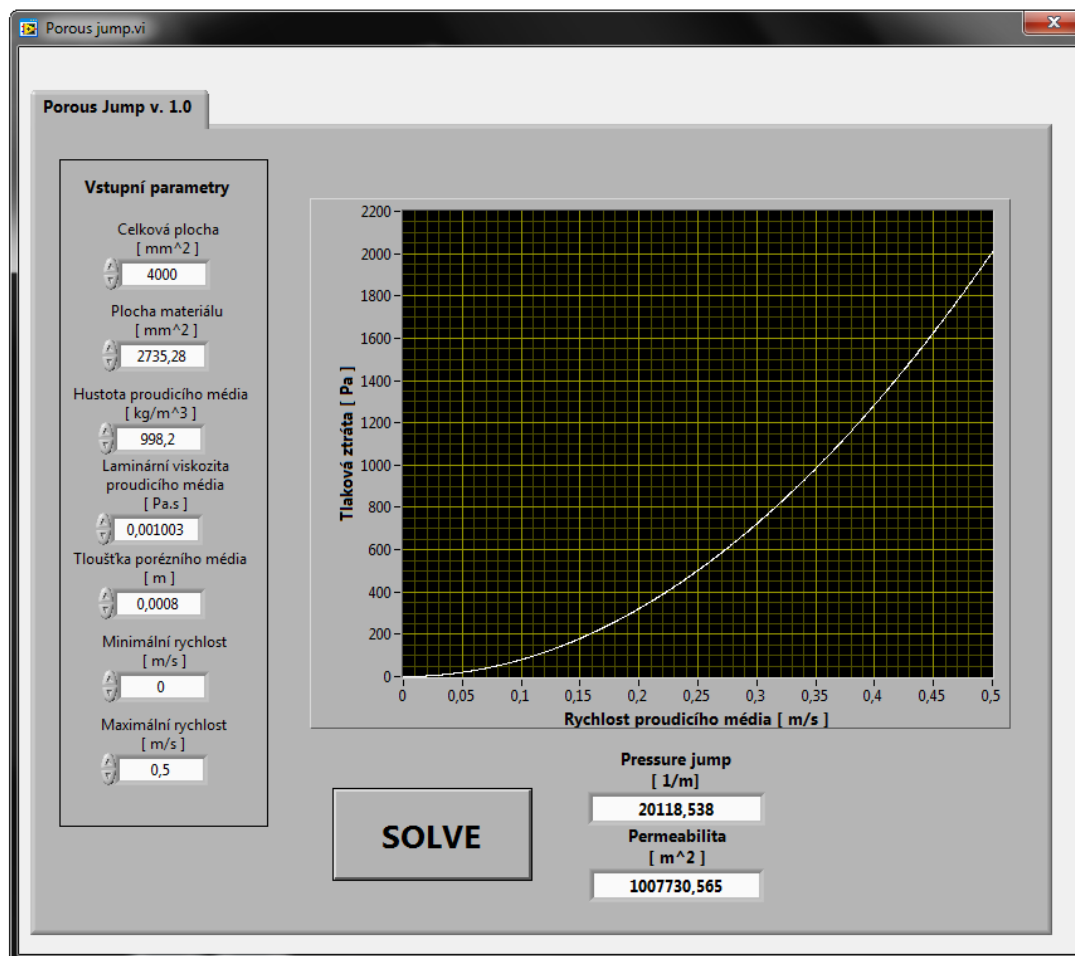 Porous jump.vi
Porous Jump v. 1.0
Vstupní parametry
Celková plocha
[ mm^2 ]
4000
Plocha materiálu
[ mm^2 ]
2735,28
Hustota proudicího média
[ kg/m^3 ]
998,2
Laminární viskozita
proudicího média
[ Pa.s ]
0,001003
Tloušťka porézního média
[ m ]
0,0008
Minimální rychlost
[ m/s ]
0
Maximální rychlost
[ m/s ]
0,5
Tlaková ztráta [ Pa ]
2200
2000
1800
1600
1400
1200
1000
800
600
400
200
0
0 0,05 0,1 0,15 0,2 0,25 0,3 0,35 0,4 0,45 0,5
Rychlost proudicího média [ m/s ]
SOLVE
Pressure jump
[ 1/m]
20118,538
Permeabilita
[ m^2 ]
1007730,565